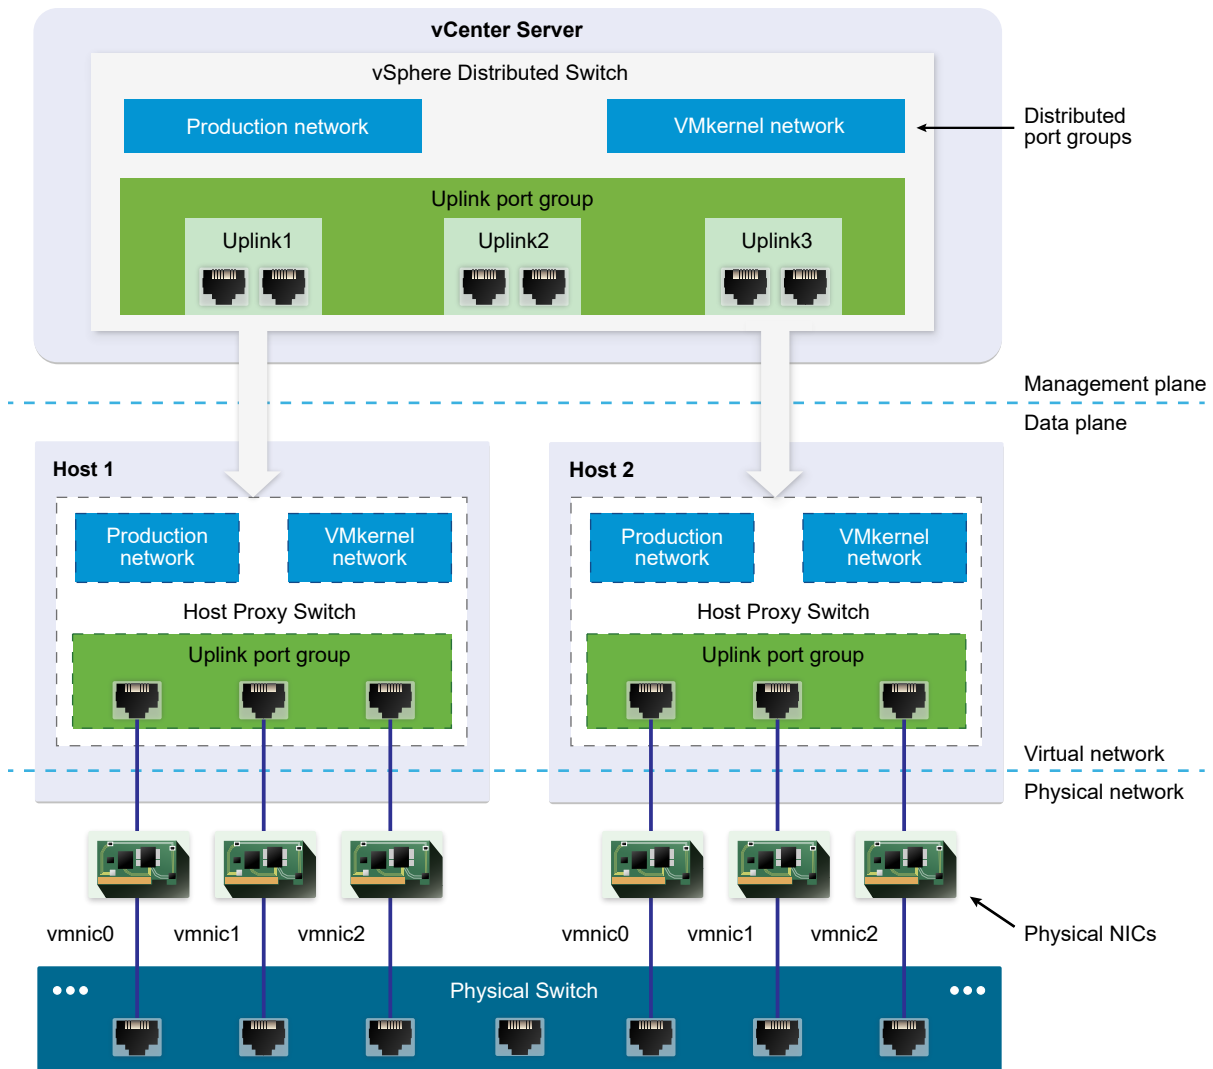 vCenter Server
vSphere Distributed Switch
Production network
VMkernel network
Distributed
port groups
Uplink port group
Uplink1
Uplink2
Uplink3
Management plane
Data plane
Host 1
Production
network
VMkernel
network
Host Proxy Switch
Uplink port group
Host 2
Production
network
VMkernel
network
Host Proxy Switch
Uplink port group
Virtual network
Physical network
vmnic0
vmnic1
vmnic2
vmnic0
vmnic1
vmnic2
Physical NICs
Physical Switch